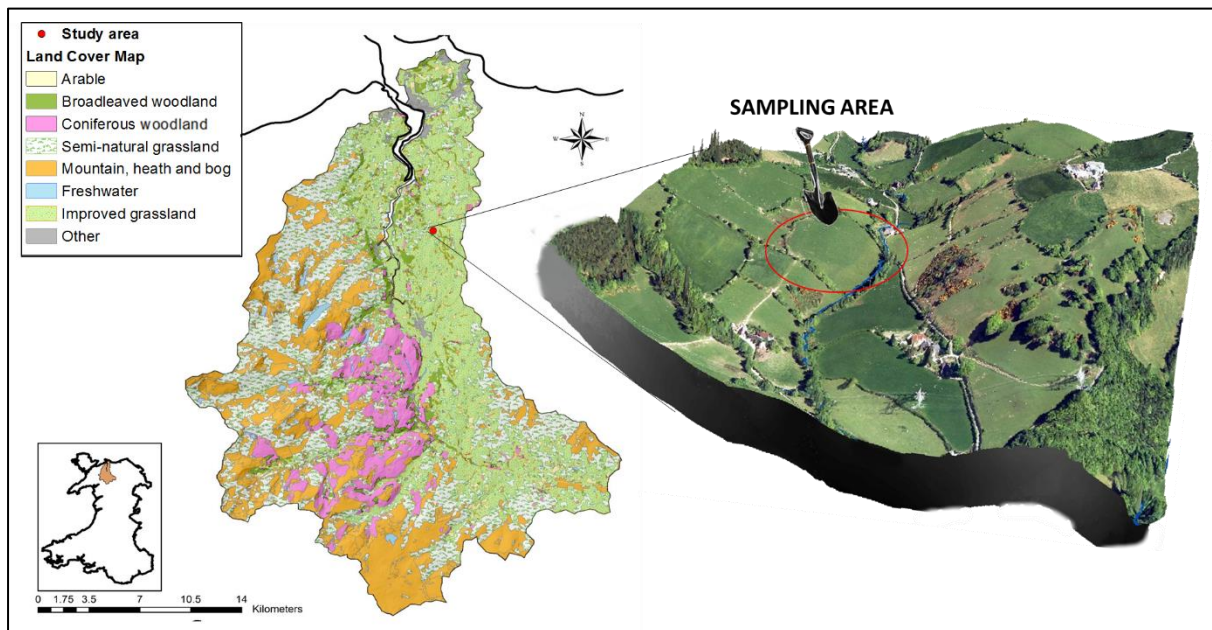 Study area
Land Cover Map
Arable
Broadleaved woodland
Coniferous woodland
Semi-natural grassland
Mountain, heath and bog
Freshwater
Improved grassland
Other
N
W
E
S
SAMPLING AREA
0 1.75 3.5 7 10.5 14
Kilometers